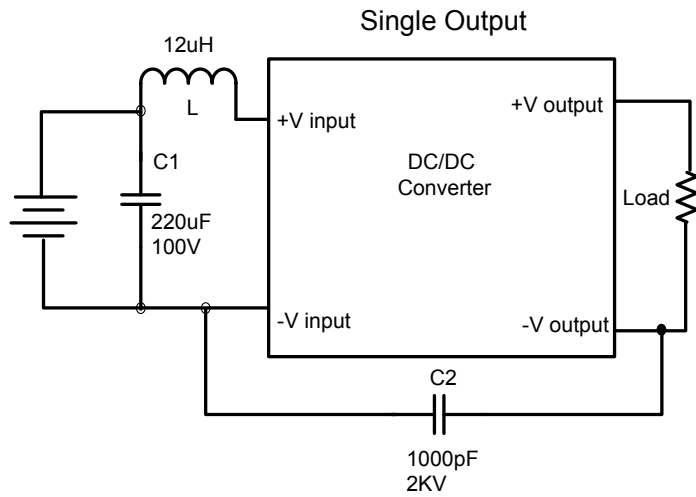 Single Output
12uH
L
+V input
+V output
C1
DC/DC
Converter
Load
220uF
100V
-V input
-V output
C2
1000pF
2KV